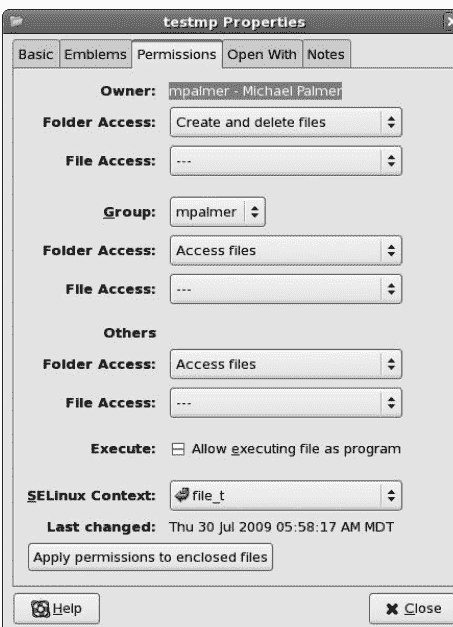 testmp Properties
Basic Emblems Permissions Open With Notes
Owner: mpalmer - Michael Palmer
Folder Access: Create and delete files
File Access: ---
Group: mpalmer
Folder Access: Access files
File Access: ---
Others
Folder Access: Access files
File Access: ---
Execute: Allow executing file as program
SELinux Context: file_t
Last changed: Thu 30 Jul 2009 05:58:17 AM MDT
Apply permissions to enclosed files
Help Close